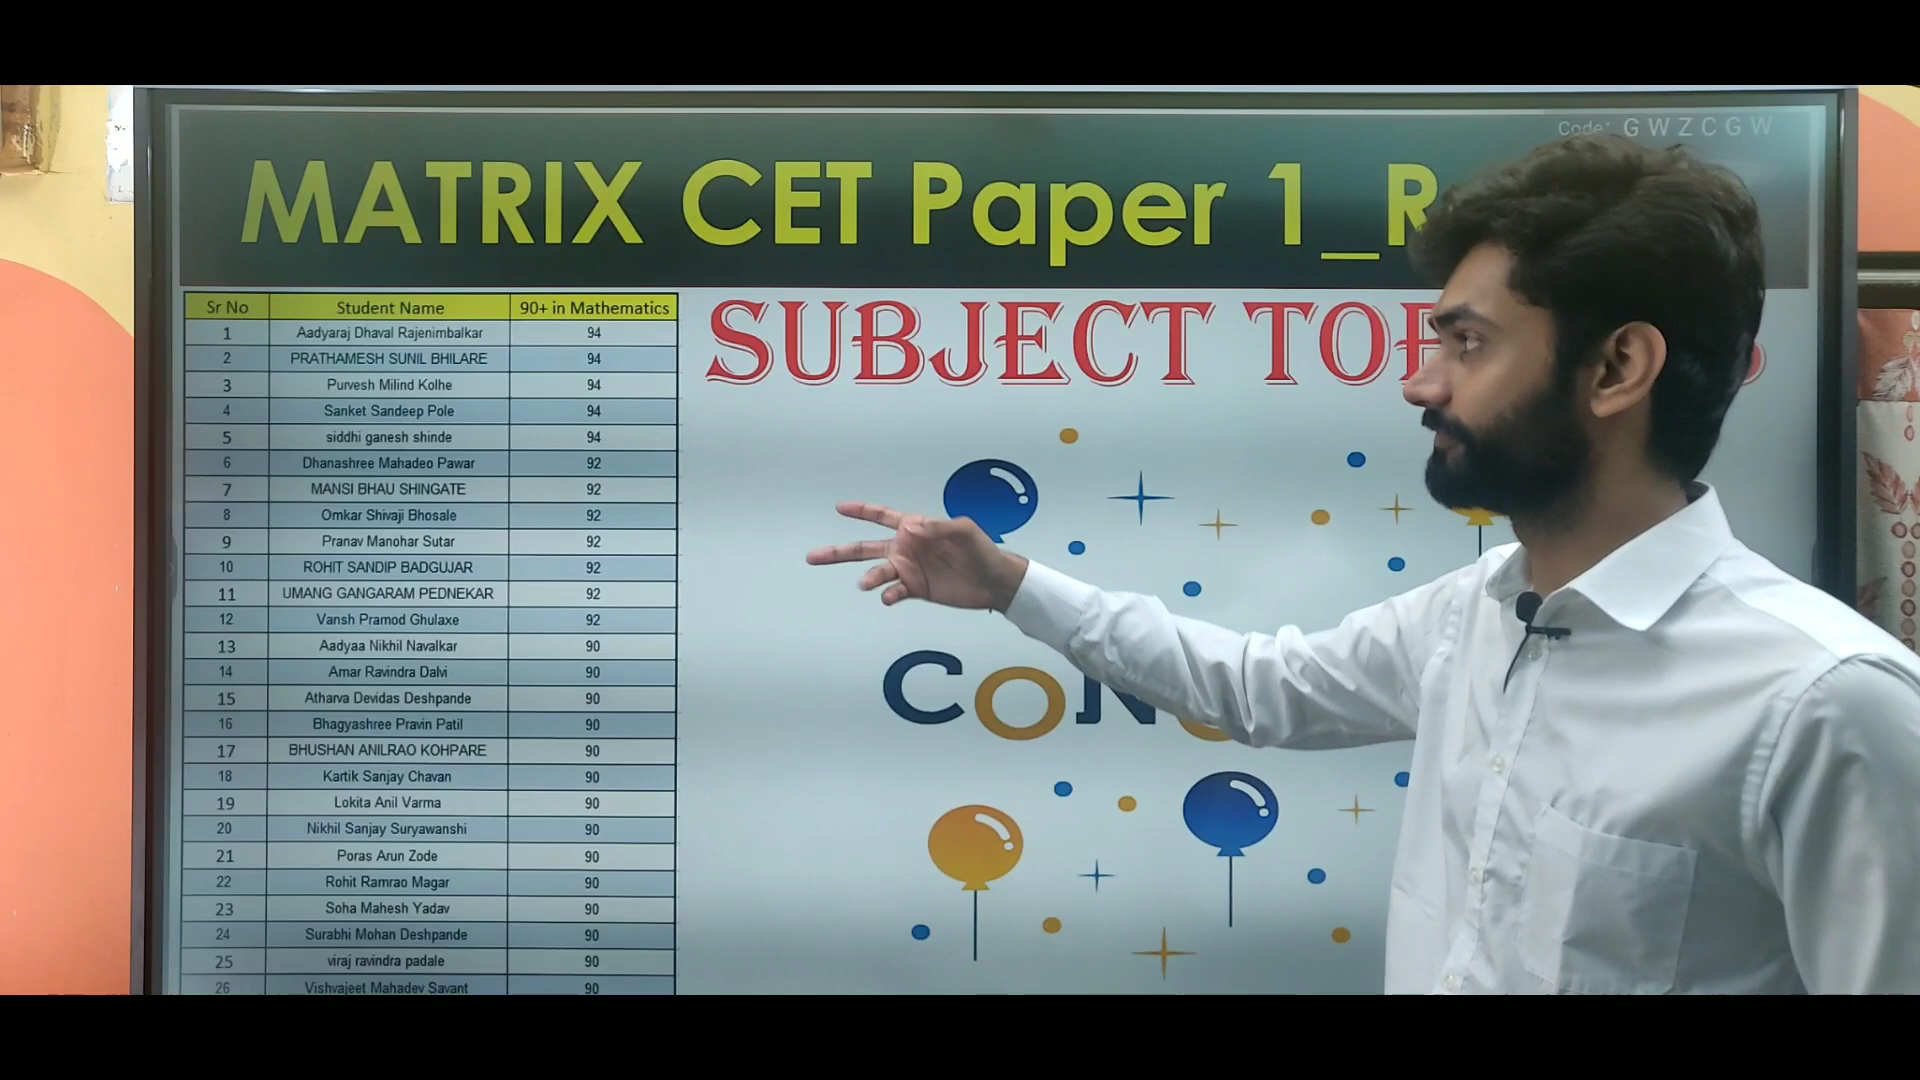 Code: GWZCGW
MATRIX CET Paper 1_R
SUBJECT TOP
Sr No Student Name 90+ in Mathematics
1 Aadyaraj Dhaval Rajenimbalkar 94
2 PRATHAMESH SUNIL BHILARE 94
3 Purvesh Milind Kolhe 94
4 Sanket Sandeep Pole 94
5 siddhi ganesh shinde 94
6 Dhanashree Mahadeo Pawar 92
7 MANSI BHAU SHINGATE 92
8 Omkar Shivaji Bhosale 92
9 Pranav Manohar Sutar 92
10 ROHIT SANDIP BADGUJAR 92
11 UMANG GANGARAM PEDNEKAR 92
12 Vansh Pramod Ghulaxe 92
13 Aadyaa Nikhil Navalkar 90
14 Amar Ravindra Dalvi 90
15 Atharva Devidas Deshpande 90
16 Bhagyashree Pravin Patil 90
17 BHUSHAN ANILRAO KOHPARE 90
18 Kartik Sanjay Chavan 90
19 Lokita Anil Varma 90
20 Nikhil Sanjay Suryawanshi 90
21 Poras Arun Zode 90
22 Rohit Ramrao Magar 90
23 Soha Mahesh Yadav 90
24 Surabhi Mohan Deshpande 90
25 viraj ravindra padale 90
26 Vishvajeet Mahadev Savant 90
CON